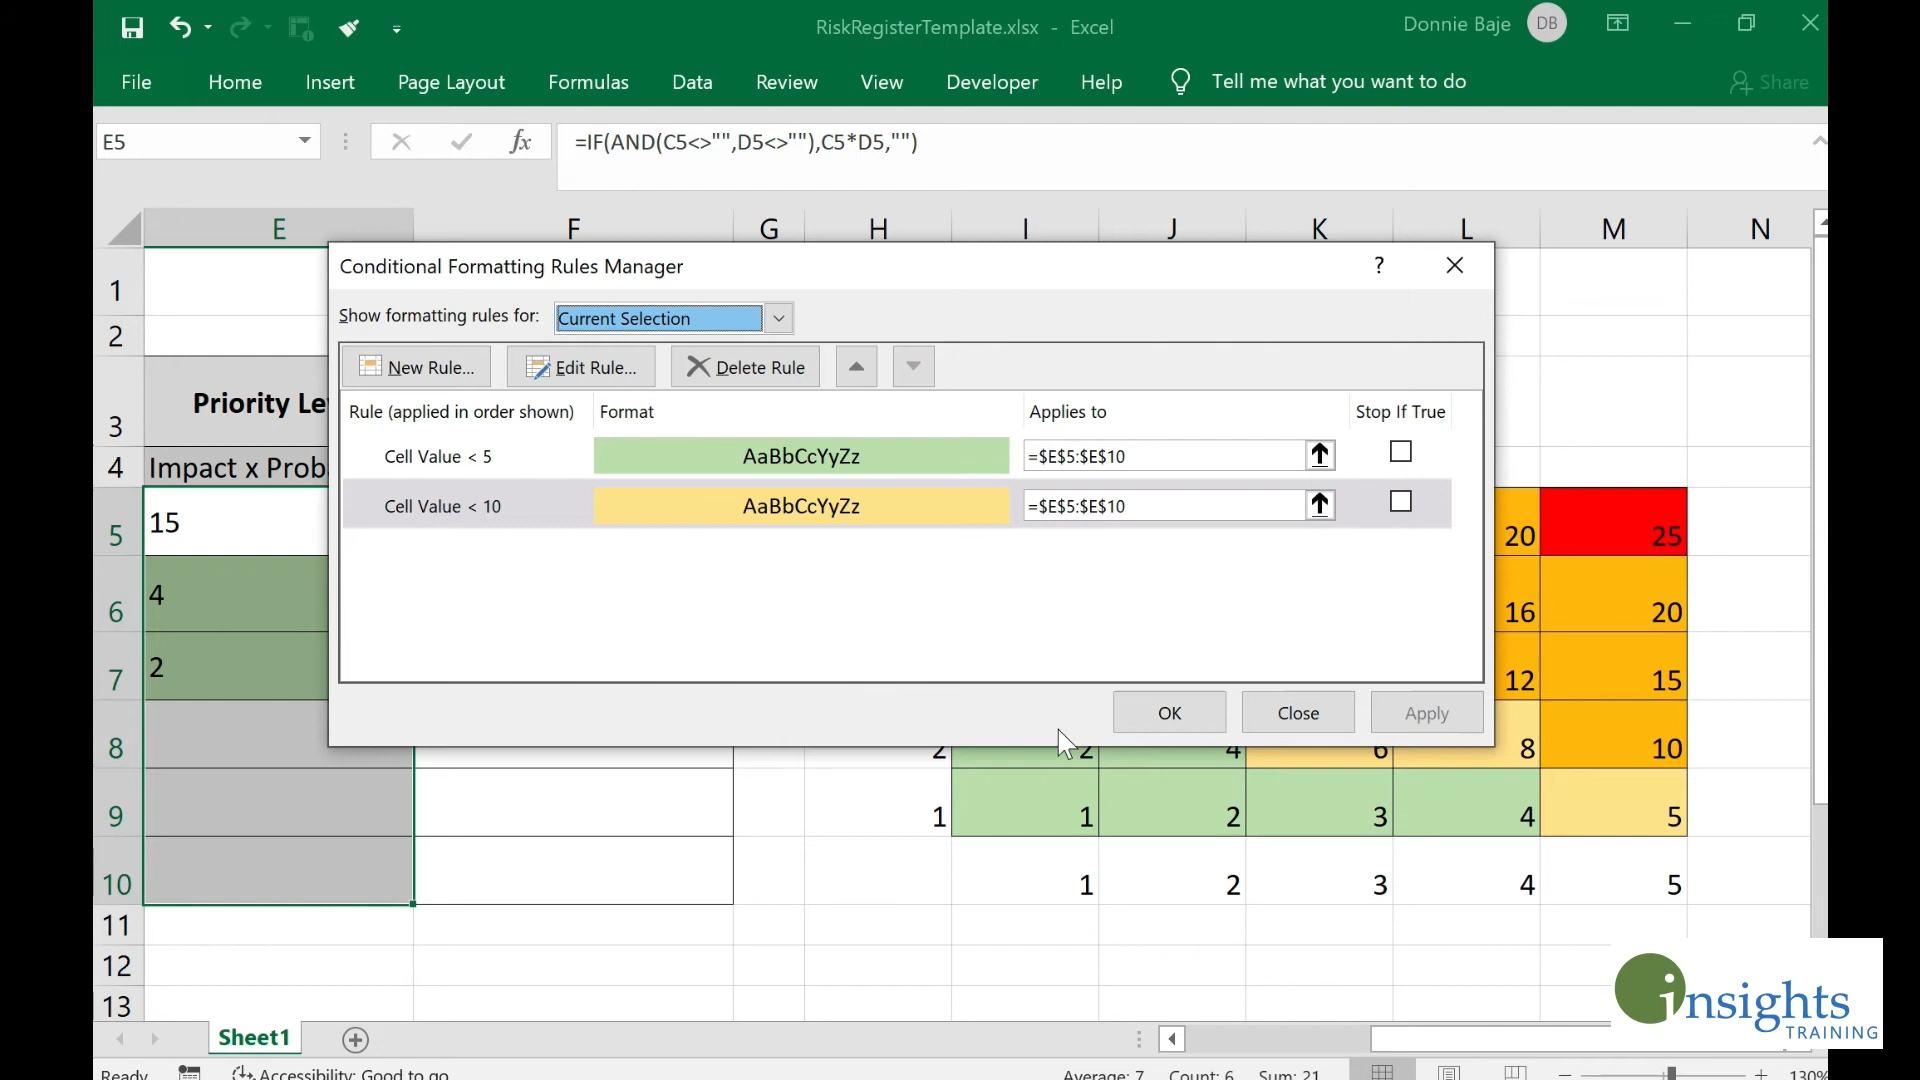 RiskRegisterTemplate.xlsx - Excel
Donnie Baje
DB
File
Home
Insert
Page Layout
Formulas
Data
Review
View
Developer
Help
Tell me what you want to do
Share
E5
fx
=IF(AND(C5<>"",D5<>""),C5*D5,"")
E F G H I J K L M N
Conditional Formatting Rules Manager
?
Show formatting rules for:
Current Selection
New Rule...
Edit Rule...
Delete Rule
Rule (applied in order shown)
Format
Applies to
Stop If True
Cell Value < 5
AaBbCcYyZz
=$E$5:$E$10
Cell Value < 10
AaBbCcYyZz
=$E$5:$E$10
OK
Close
Apply
1
2
3 Priority Le
4 Impact x Prob
5 15 20 25
6 4 16 20
7 2 12 15
8 2 2 4 6 8 10
9 1 1 2 3 4 5
10 1 2 3 4 5
11
12
13
insights
TRAINING
Sheet1
Ready
Accessibility: Good to go
Average: 7
Count: 6
Sum: 21
130%